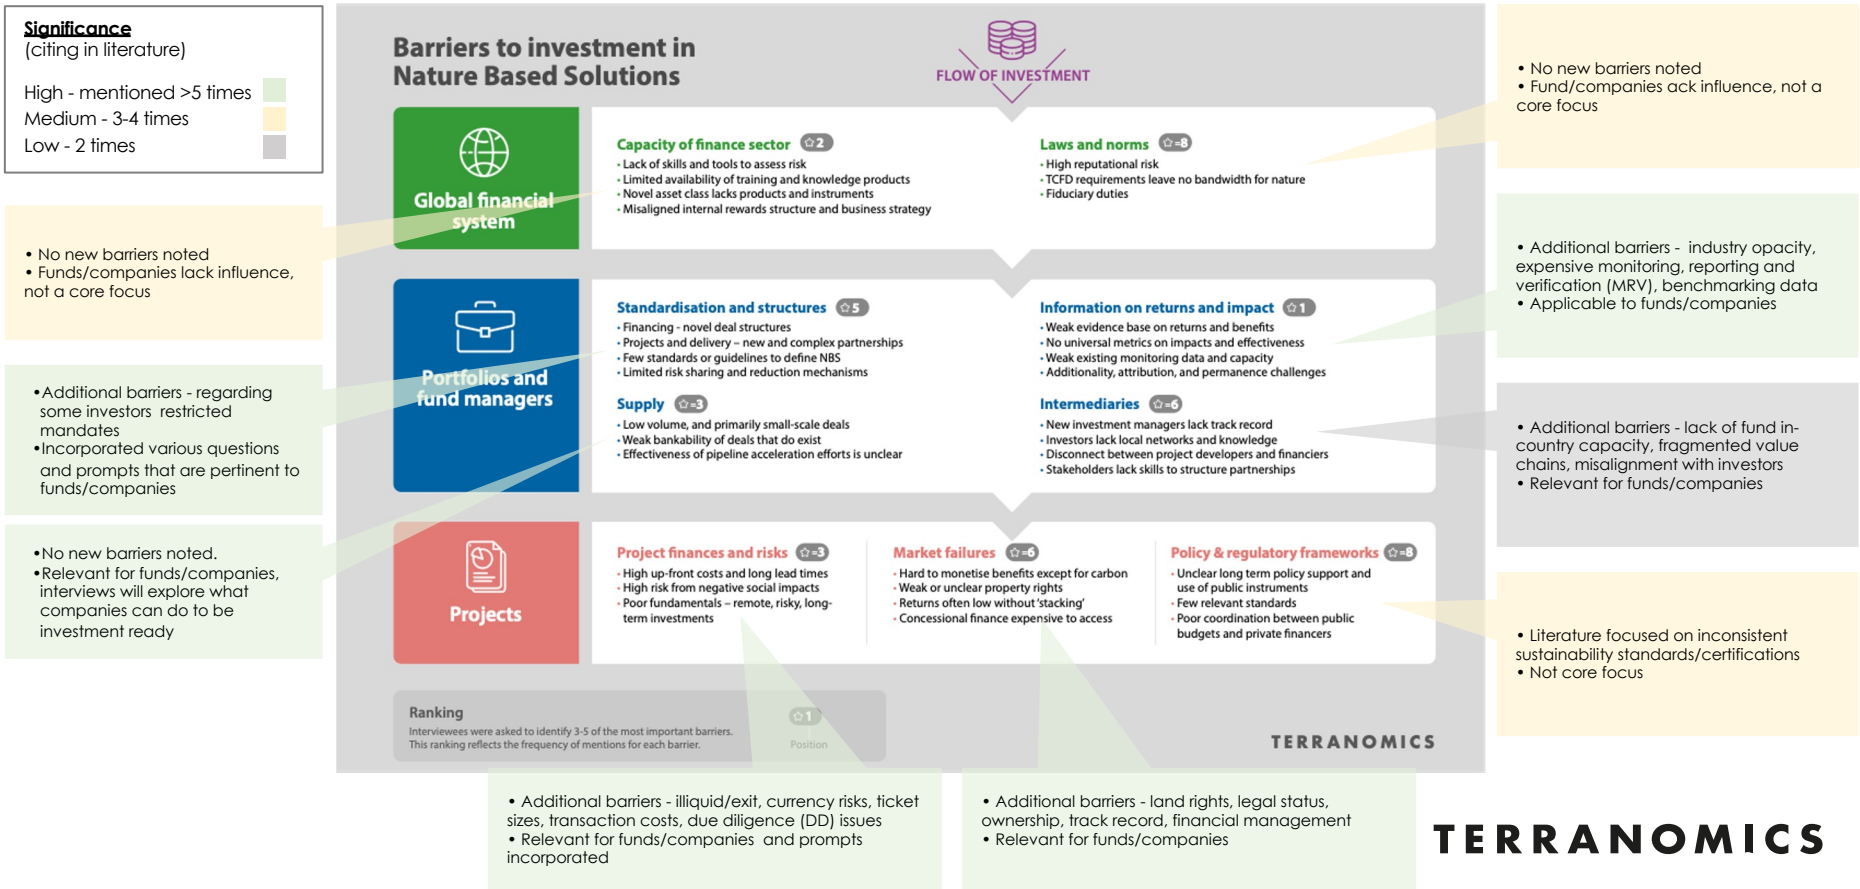 Significance
(citing in literature)
High - mentioned >5 times
Medium - 3-4 times
Low - 2 times
Barriers to investment in
Nature Based Solutions
FLOW OF INVESTMENT
Global financial
system
Capacity of finance sector ☆2
• Lack of skills and tools to assess risk
• Limited availability of training and knowledge products
• Novel asset class lacks products and instruments
• Misaligned internal rewards structure and business strategy
Laws and norms ☆=8
• High reputational risk
• TCFD requirements leave no bandwidth for nature
• Fiduciary duties
Portfolios and
fund managers
Standardisation and structures ☆5
• Financing - novel deal structures
• Projects and delivery – new and complex partnerships
• Few standards or guidelines to define NBS
• Limited risk sharing and reduction mechanisms
Information on returns and impact ☆1
• Weak evidence base on returns and benefits
• No universal metrics on impacts and effectiveness
• Weak existing monitoring data and capacity
• Additionality, attribution, and permanence challenges
Supply ☆=3
• Low volume, and primarily small-scale deals
• Weak bankability of deals that do exist
• Effectiveness of pipeline acceleration efforts is unclear
Intermediaries ☆=6
• New investment managers lack track record
• Investors lack local networks and knowledge
• Disconnect between project developers and financiers
• Stakeholders lack skills to structure partnerships
Projects
Project finances and risks ☆=3
• High up-front costs and long lead times
• High risk from negative social impacts
• Poor fundamentals – remote, risky, long-
term investments
Market failures ☆=6
• Hard to monetise benefits except for carbon
• Weak or unclear property rights
• Returns often low without 'stacking'
• Concessional finance expensive to access
Policy & regulatory frameworks ☆=8
• Unclear long term policy support and
use of public instruments
• Few relevant standards
• Poor coordination between public
budgets and private financers
Ranking
Interviewees were asked to identify 3-5 of the most important barriers.
This ranking reflects the frequency of mentions for each barrier.
☆1
Position
TERRANOMICS
• No new barriers noted
• Funds/companies lack influence,
not a core focus
•Additional barriers - regarding
some investors restricted
mandates
•Incorporated various questions
and prompts that are pertinent to
funds/companies
•No new barriers noted.
•Relevant for funds/companies,
interviews will explore what
companies can do to be
investment ready
• No new barriers noted
• Fund/companies ack influence, not a
core focus
• Additional barriers - industry opacity,
expensive monitoring, reporting and
verification (MRV), benchmarking data
• Applicable to funds/companies
• Additional barriers - lack of fund in-
country capacity, fragmented value
chains, misalignment with investors
• Relevant for funds/companies
• Literature focused on inconsistent
sustainability standards/certifications
• Not core focus
• Additional barriers - illiquid/exit, currency risks, ticket
sizes, transaction costs, due diligence (DD) issues
• Relevant for funds/companies and prompts
incorporated
• Additional barriers - land rights, legal status,
ownership, track record, financial management
• Relevant for funds/companies
TERRANOMICS